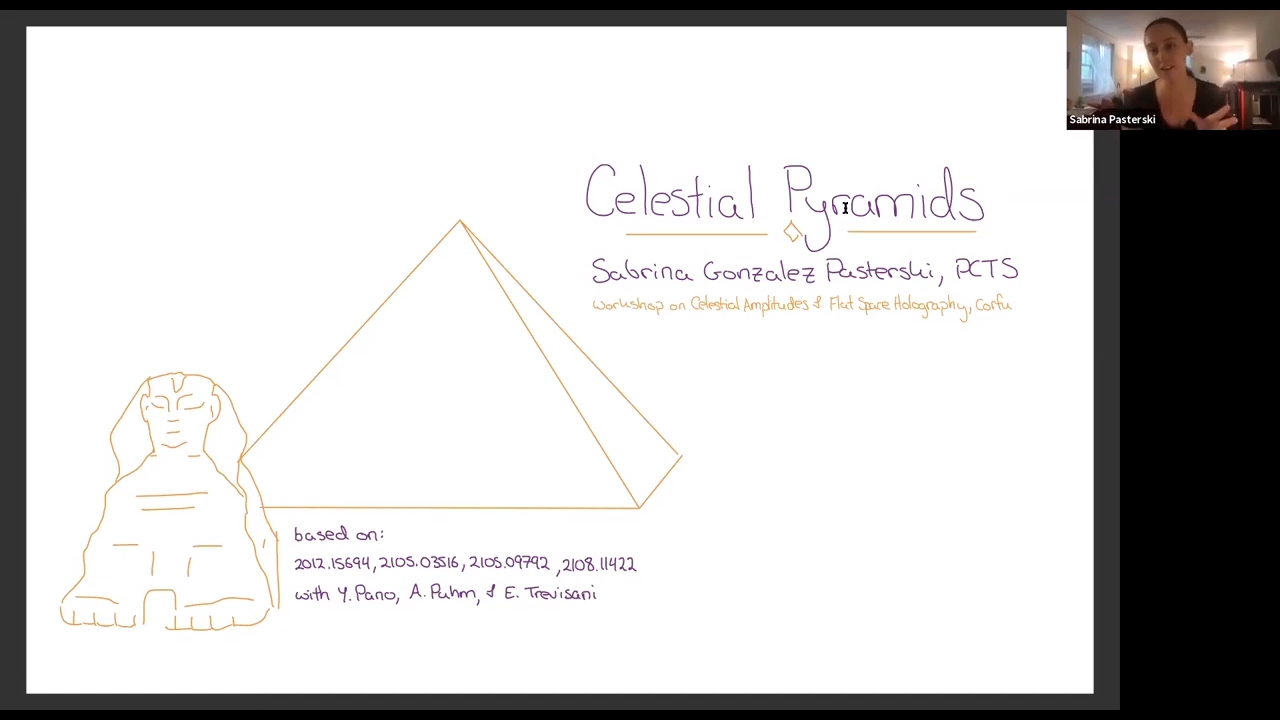 Sabrina Pasterski
Celestial Pyramids
Sabrina Gonzalez Pasterski, PCTS
Workshop on Celestial Amplitudes & Flat Space Holography, Corfu
based on:
2012.15694, 2105.03516, 2105.09792, 2108.11422
with Y. Pano, A. Puhm, & E. Trevisani